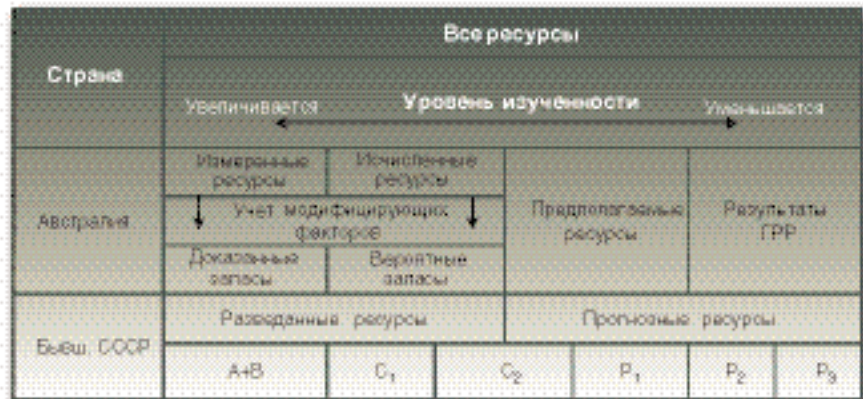 Страна
Все ресурсы
Увеличивается
Уровень изученности
Уменьшается
Австралия
Измеренные
ресурсы
Исчисленные
ресурсы
Учет модифицирующих
факторов
Доказанные
запасы
Вероятные
запасы
Предполагаемые
ресурсы
Результаты
ГРР
Бывш. СССР
Разведанные ресурсы
Прогнозные ресурсы
A+B
C1
C2
P1
P2
P3